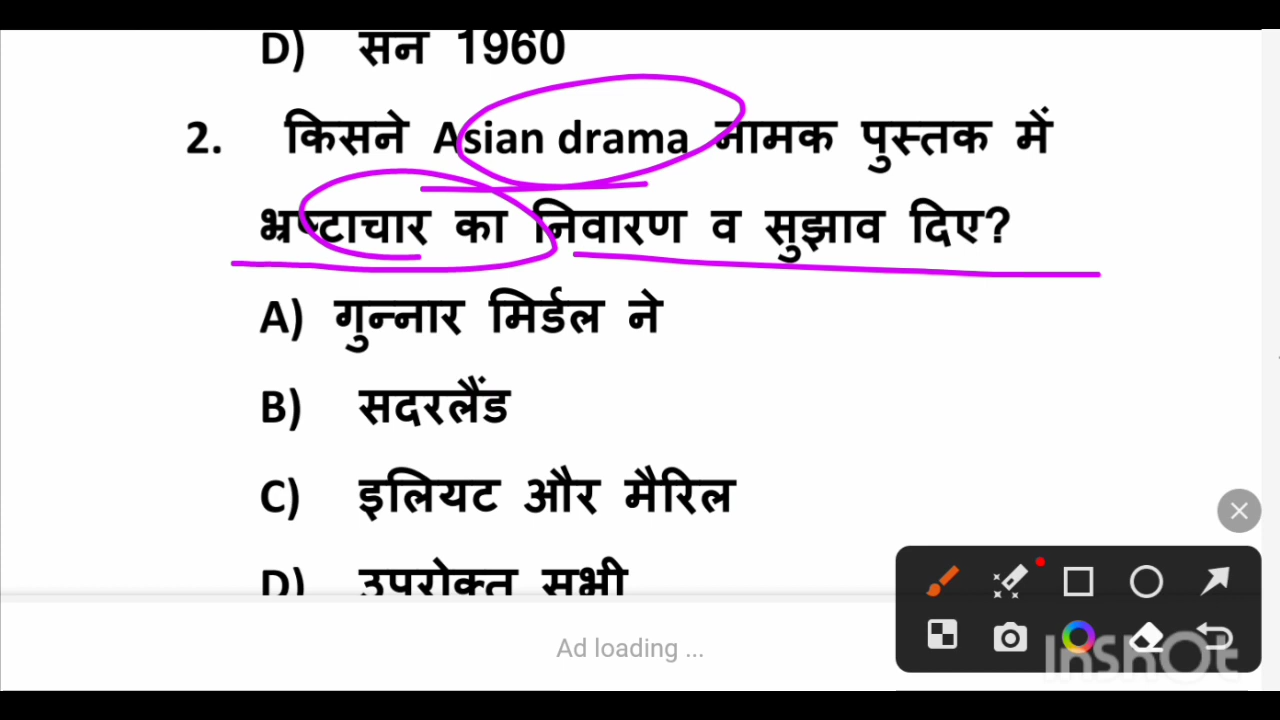 D) सन 1960
2. किसने Asian drama नामक पुस्तक में
भ्रष्टाचार का निवारण व सुझाव दिए?
A) गुन्नार मिर्डल ने
B) सदरलैंड
C) इलियट और मैरिल
D) उपरोक्त सभी
Ad loading ...
InShOt